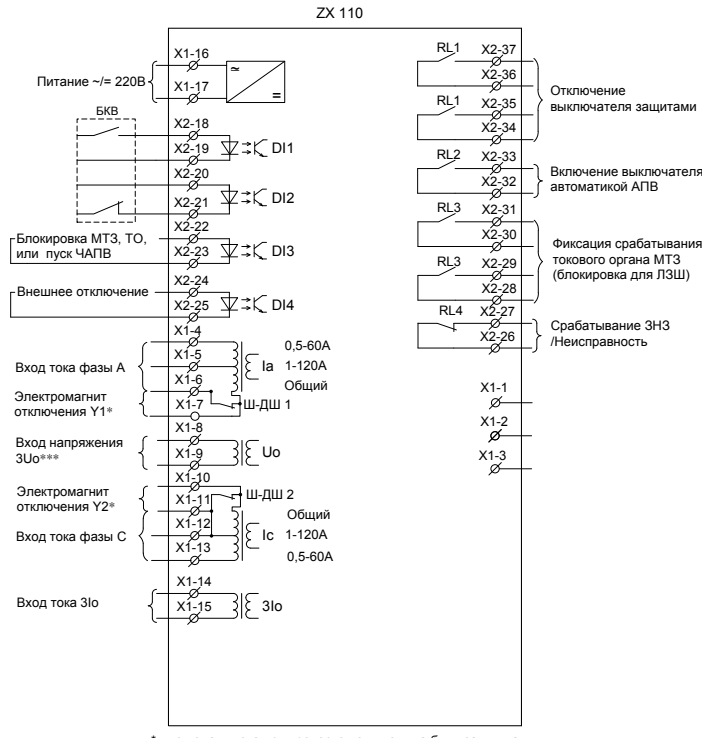 ZX 110
X1-16
X1-17
Питание ~/= 220В
БКВ
X2-18
X2-19
DI1
X2-20
X2-21
DI2
X2-22
Блокировка МТЗ, ТО,
или пуск ЧАПВ
X2-23
DI3
X2-24
Внешнее отключение
X2-25
DI4
X1-4
0,5-60А
X1-5
Вход тока фазы А
Ia
1-120А
X1-6
Общий
Электромагнит
отключения Y1*
X1-7
Ш-ДШ 1
X1-8
Вход напряжения
3Uo***
X1-9
Uo
X1-10
Электромагнит
отключения Y2*
X1-11
Ш-ДШ 2
Общий
X1-12
Вход тока фазы С
Ic
1-120А
X1-13
0,5-60А
X1-14
Вход тока 3Io
X1-15
3Io
RL1
X2-37
X2-36
RL1
X2-35
X2-34
Отключение
выключателя защитами
RL2
X2-33
X2-32
Включение выключателя
автоматикой АПВ
RL3
X2-31
X2-30
RL3
X2-29
X2-28
Фиксация срабатывания
токового органа МТЗ
(блокировка для ЛЗШ)
RL4
X2-27
X2-26
Срабатывание ЗНЗ
/Неисправность
X1-1
X1-2
X1-3